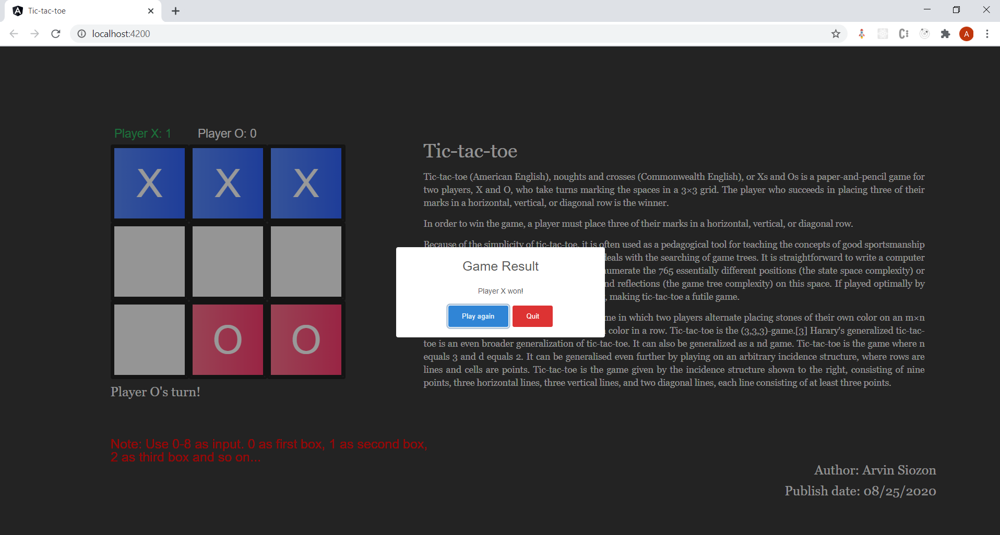 Tic-tac-toe
localhost:4200
A
Player X: 1 Player O: 0
X X X
O O
Player O's turn!
Note: Use 0-8 as input. 0 as first box, 1 as second box,
2 as third box and so on...
Tic-tac-toe
Tic-tac-toe (American English), noughts and crosses (Commonwealth English), or Xs and Os is a paper-and-pencil game for
two players, X and O, who take turns marking the spaces in a 3×3 grid. The player who succeeds in placing three of their
marks in a horizontal, vertical, or diagonal row is the winner.
In order to win the game, a player must place three of their marks in a horizontal, vertical, or diagonal row.
Because of the simplicity of tic-tac-toe, it is often used as a pedagogical tool for teaching the concepts of good sportsmanship
with the searching of game trees. It is straightforward to write a computer
the 765 essentially different positions (the state space complexity) or
reflections (the game tree complexity) on this space. If played optimally by
, making tic-tac-toe a futile game.
in which two players alternate placing stones of their own color on an m×n
color in a row. Tic-tac-toe is the (3,3,3)-game.[3] Harary's generalized tic-tac-
toe is an even broader generalization of tic-tac-toe. It can also be generalized as a nd game. Tic-tac-toe is the game where n
equals 3 and d equals 2. It can be generalised even further by playing on an arbitrary incidence structure, where rows are
lines and cells are points. Tic-tac-toe is the game given by the incidence structure shown to the right, consisting of nine
points, three horizontal lines, three vertical lines, and two diagonal lines, each line consisting of at least three points.
Game Result
Player X won!
Play again Quit
Author: Arvin Siozon
Publish date: 08/25/2020